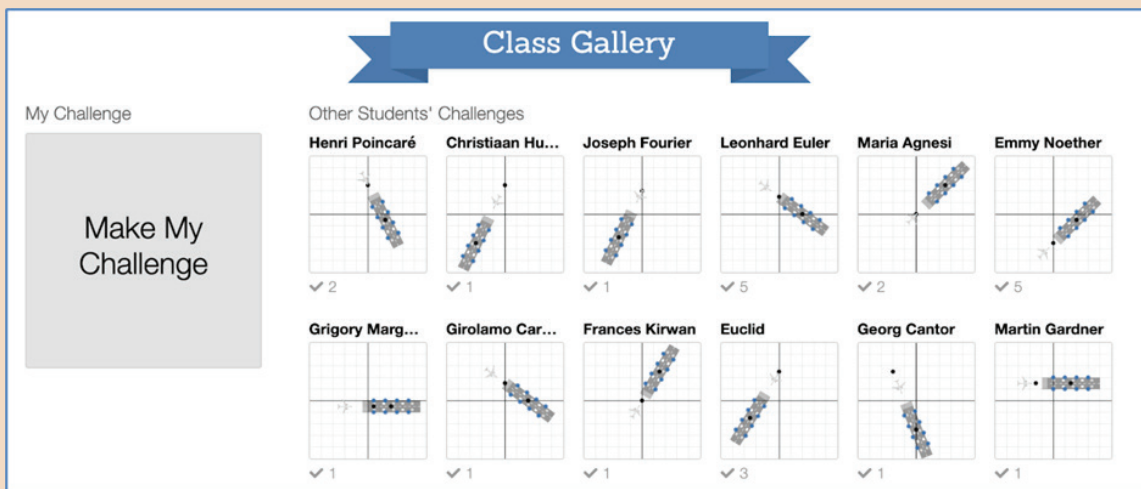 Class Gallery
My Challenge
Other Students' Challenges
Make My
Challenge
Henri Poincaré Christiaan Hu... Joseph Fourier Leonhard Euler Maria Agnesi Emmy Noether
✓ 2 ✓ 1 ✓ 1 ✓ 5 ✓ 2 ✓ 5
Grigory Marg... Girolamo Car... Frances Kirwan Euclid Georg Cantor Martin Gardner
✓ 1 ✓ 1 ✓ 1 ✓ 3 ✓ 1 ✓ 1